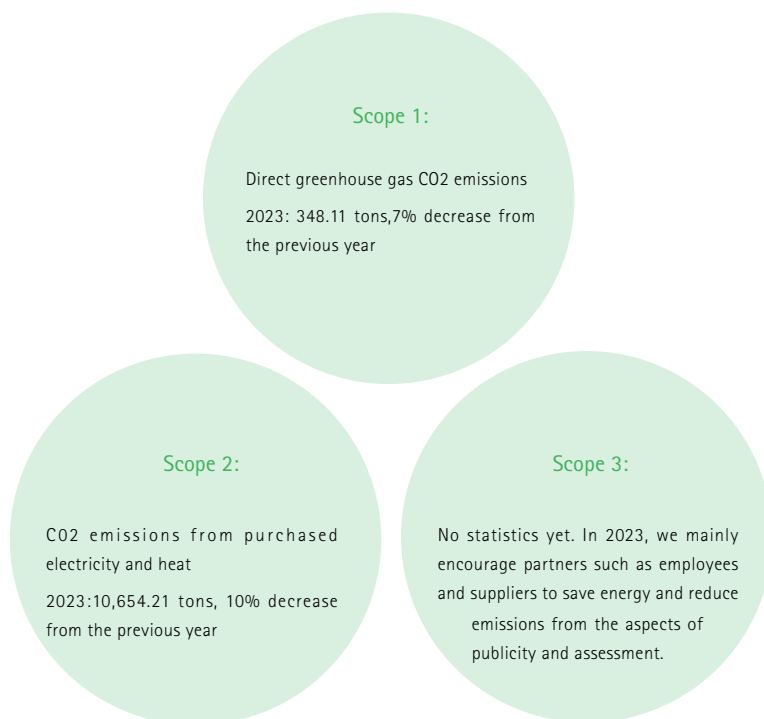 Scope 1:
Direct greenhouse gas CO2 emissions
2023: 348.11 tons,7% decrease from
the previous year
Scope 2:
CO2 emissions from purchased
electricity and heat
2023:10,654.21 tons, 10% decrease
from the previous year
Scope 3:
No statistics yet. In 2023, we mainly
encourage partners such as employees
and suppliers to save energy and reduce
emissions from the aspects of
publicity and assessment.